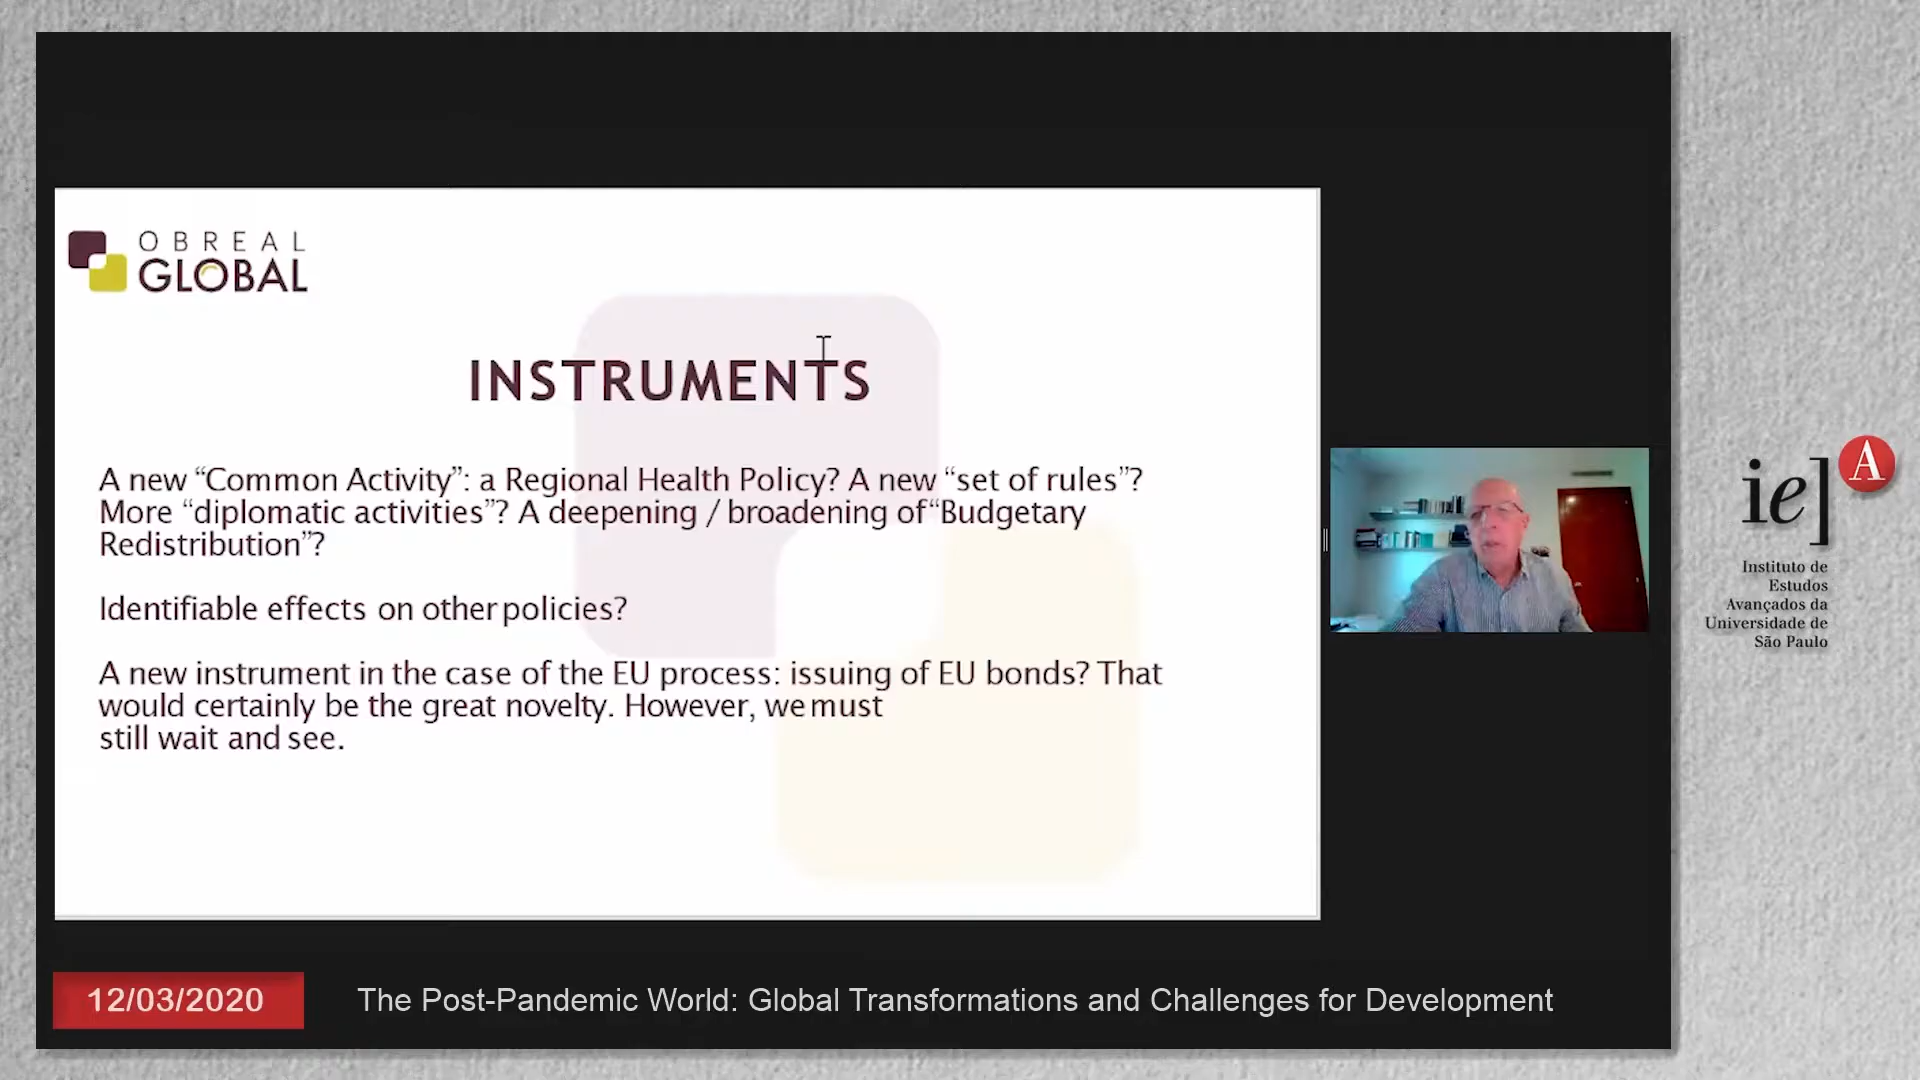 OBREAL
GLOBAL
INSTRUMENTS
A new “Common Activity”: a Regional Health Policy? A new “set of rules”?
More “diplomatic activities”? A deepening / broadening of “Budgetary
Redistribution”?
Identifiable effects on other policies?
A new instrument in the case of the EU process: issuing of EU bonds? That
would certainly be the great novelty. However, we must
still wait and see.
ie] A
Instituto de
Estudos
Avançados da
Universidade de
São Paulo
12/03/2020
The Post-Pandemic World: Global Transformations and Challenges for Development